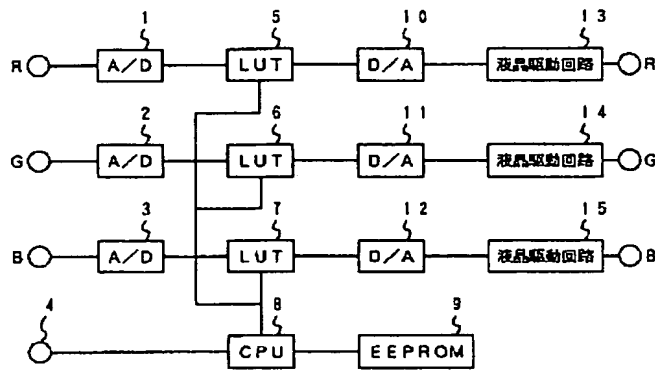 1 5 10 13
R A/D LUT D/A 液晶駆動回路 R
2 6 11 14
G A/D LUT D/A 液晶駆動回路 G
3 7 12 15
B A/D LUT D/A 液晶駆動回路 B
4 8 9
CPU EEPROM